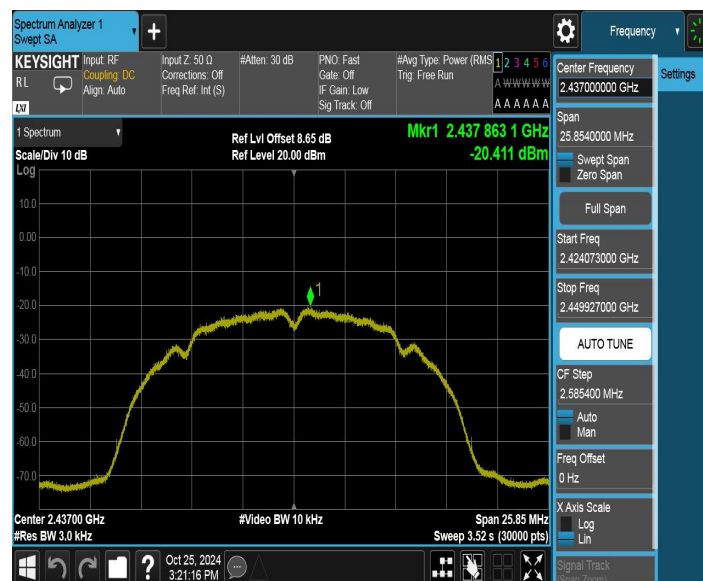 Spectrum Analyzer 1
Swept SA
Frequency
KEYSIGHT
RL
LXI
Input: RF
Coupling: DC
Align: Auto
Input Z: 50 Ω
Corrections: Off
Freq Ref: Int (S)
#Atten: 30 dB
PNO: Fast
Gate: Off
IF Gain: Low
Sig Track: Off
#Avg Type: Power (RMS
Trig: Free Run
1 2 3 4 5 6
A W W W W W
A A A A A A
Center Frequency
2.437000000 GHz
Settings
Span
25.8540000 MHz
Swept Span
Zero Span
Full Span
Start Freq
2.424073000 GHz
Stop Freq
2.449927000 GHz
AUTO TUNE
CF Step
2.585400 MHz
Auto
Man
Freq Offset
0 Hz
X Axis Scale
Log
Lin
Signal Track
(Span Zoom)
1 Spectrum
Scale/Div 10 dB
Log
Ref Lvl Offset 8.65 dB
Ref Level 20.00 dBm
Mkr1 2.437 863 1 GHz
-20.411 dBm
10.0
0.00
-10.0
-20.0
-30.0
-40.0
-50.0
-60.0
-70.0
1
Center 2.43700 GHz
#Res BW 3.0 kHz
#Video BW 10 kHz
Span 25.85 MHz
Sweep 3.52 s (30000 pts)
?
Oct 25, 2024
3:21:16 PM